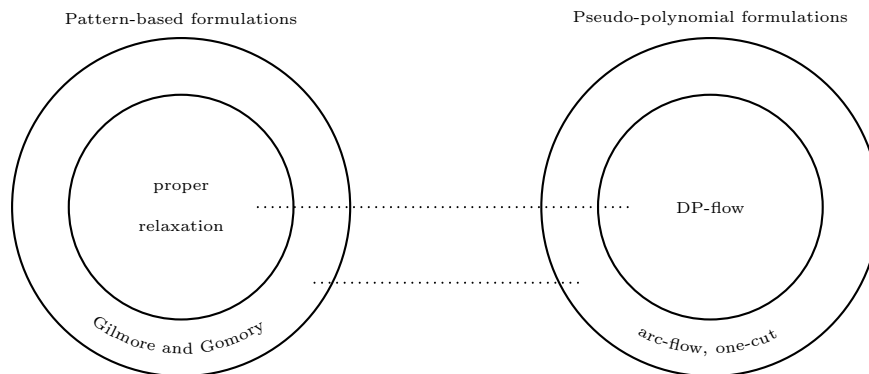 Pattern-based formulations
Pseudo-polynomial formulations
proper
relaxation
DP-flow
Gilmore and Gomory
arc-flow, one-cut